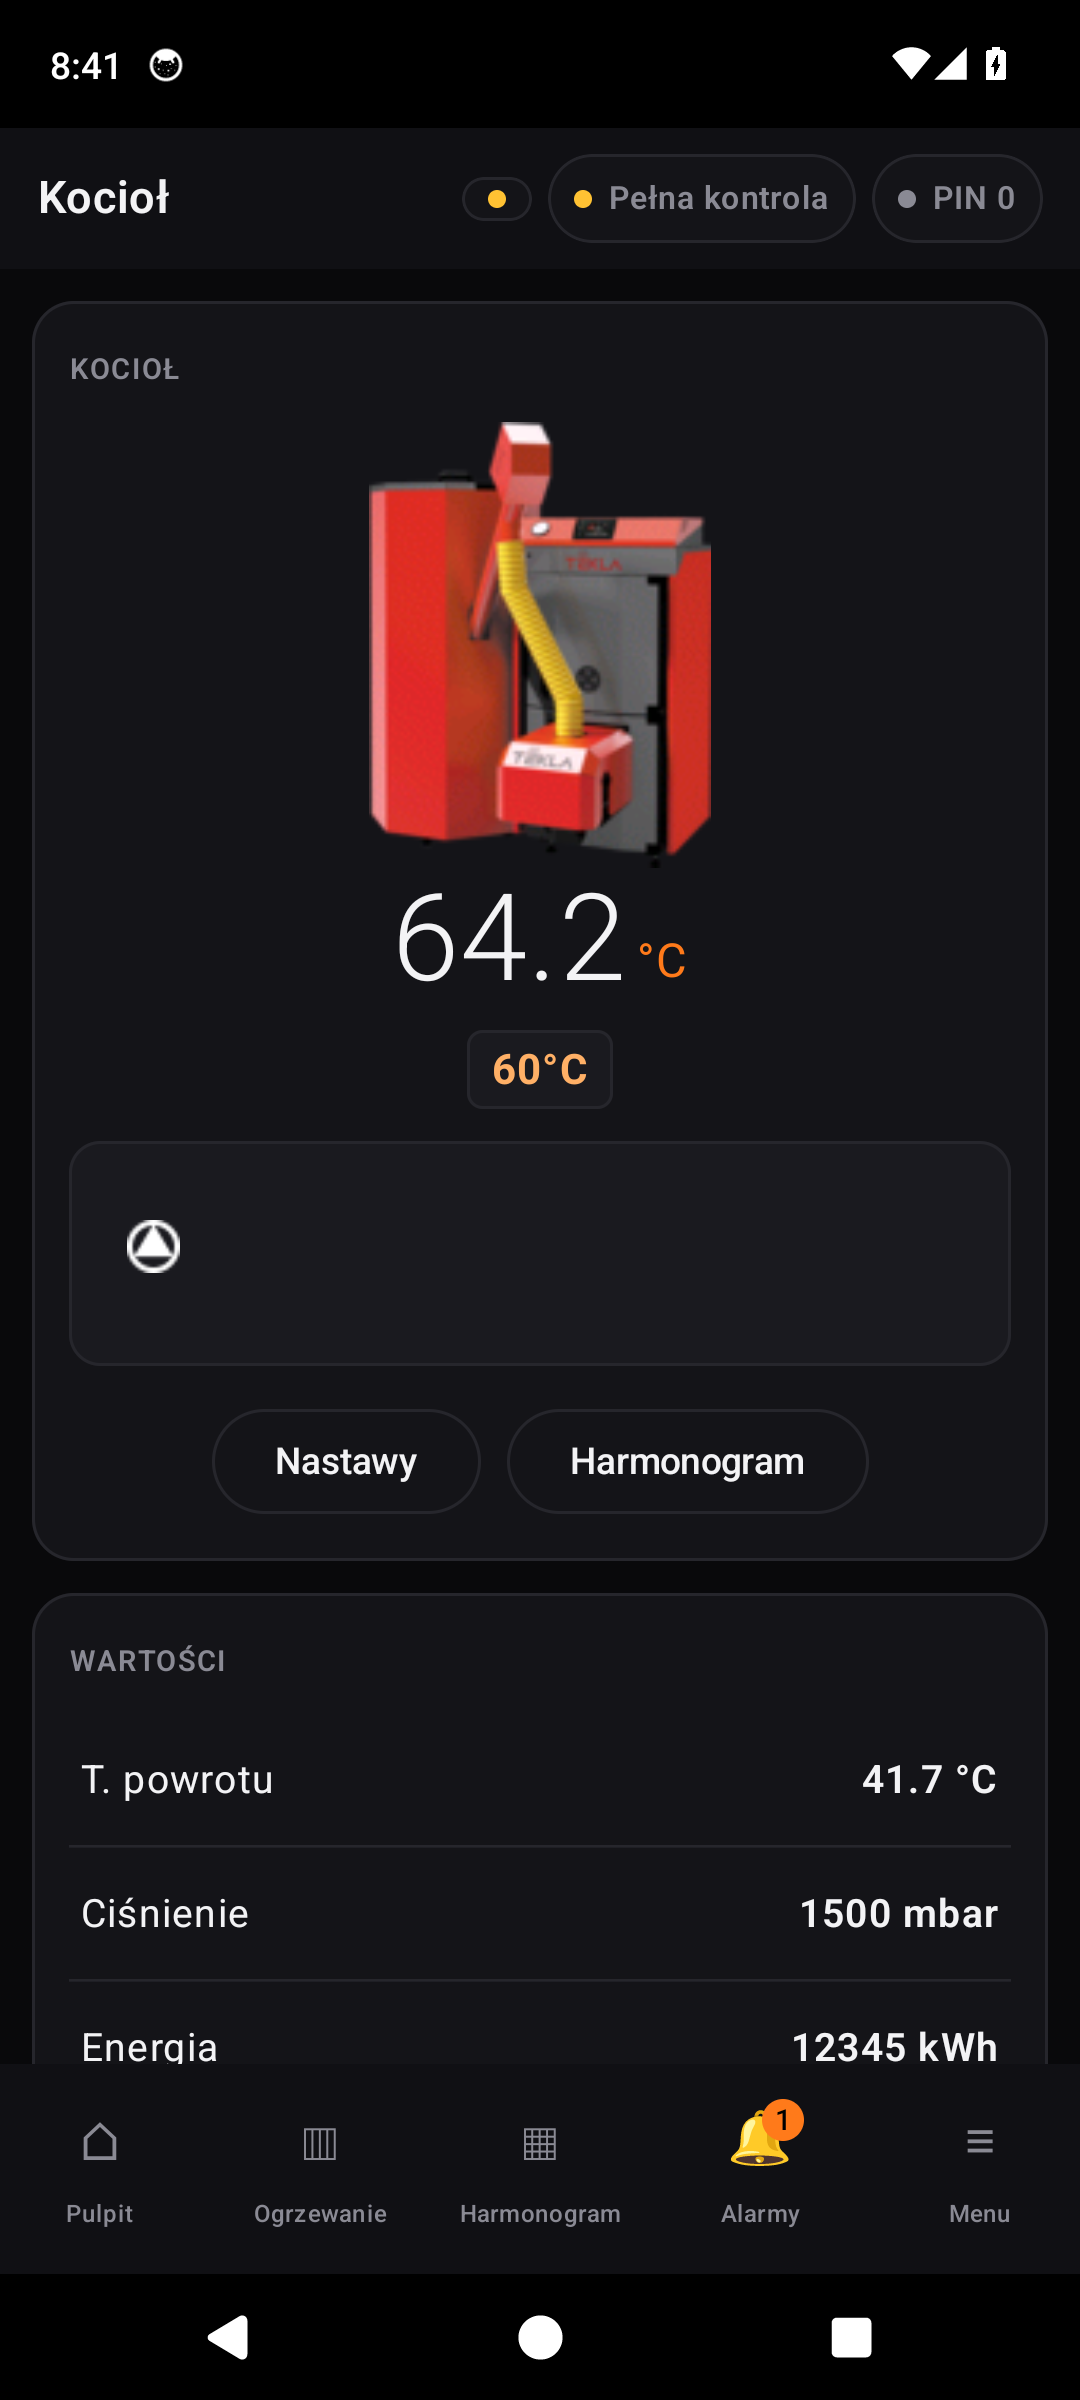 8:41
Kocioł
Pełna kontrola
PIN 0
KOCIOŁ
TEKLA
TEKLA
64.2 °C
60°C
Nastawy
Harmonogram
WARTOŚCI
T. powrotu 41.7 °C
Ciśnienie 1500 mbar
Energia 12345 kWh
1
Pulpit
Ogrzewanie
Harmonogram
Alarmy
Menu